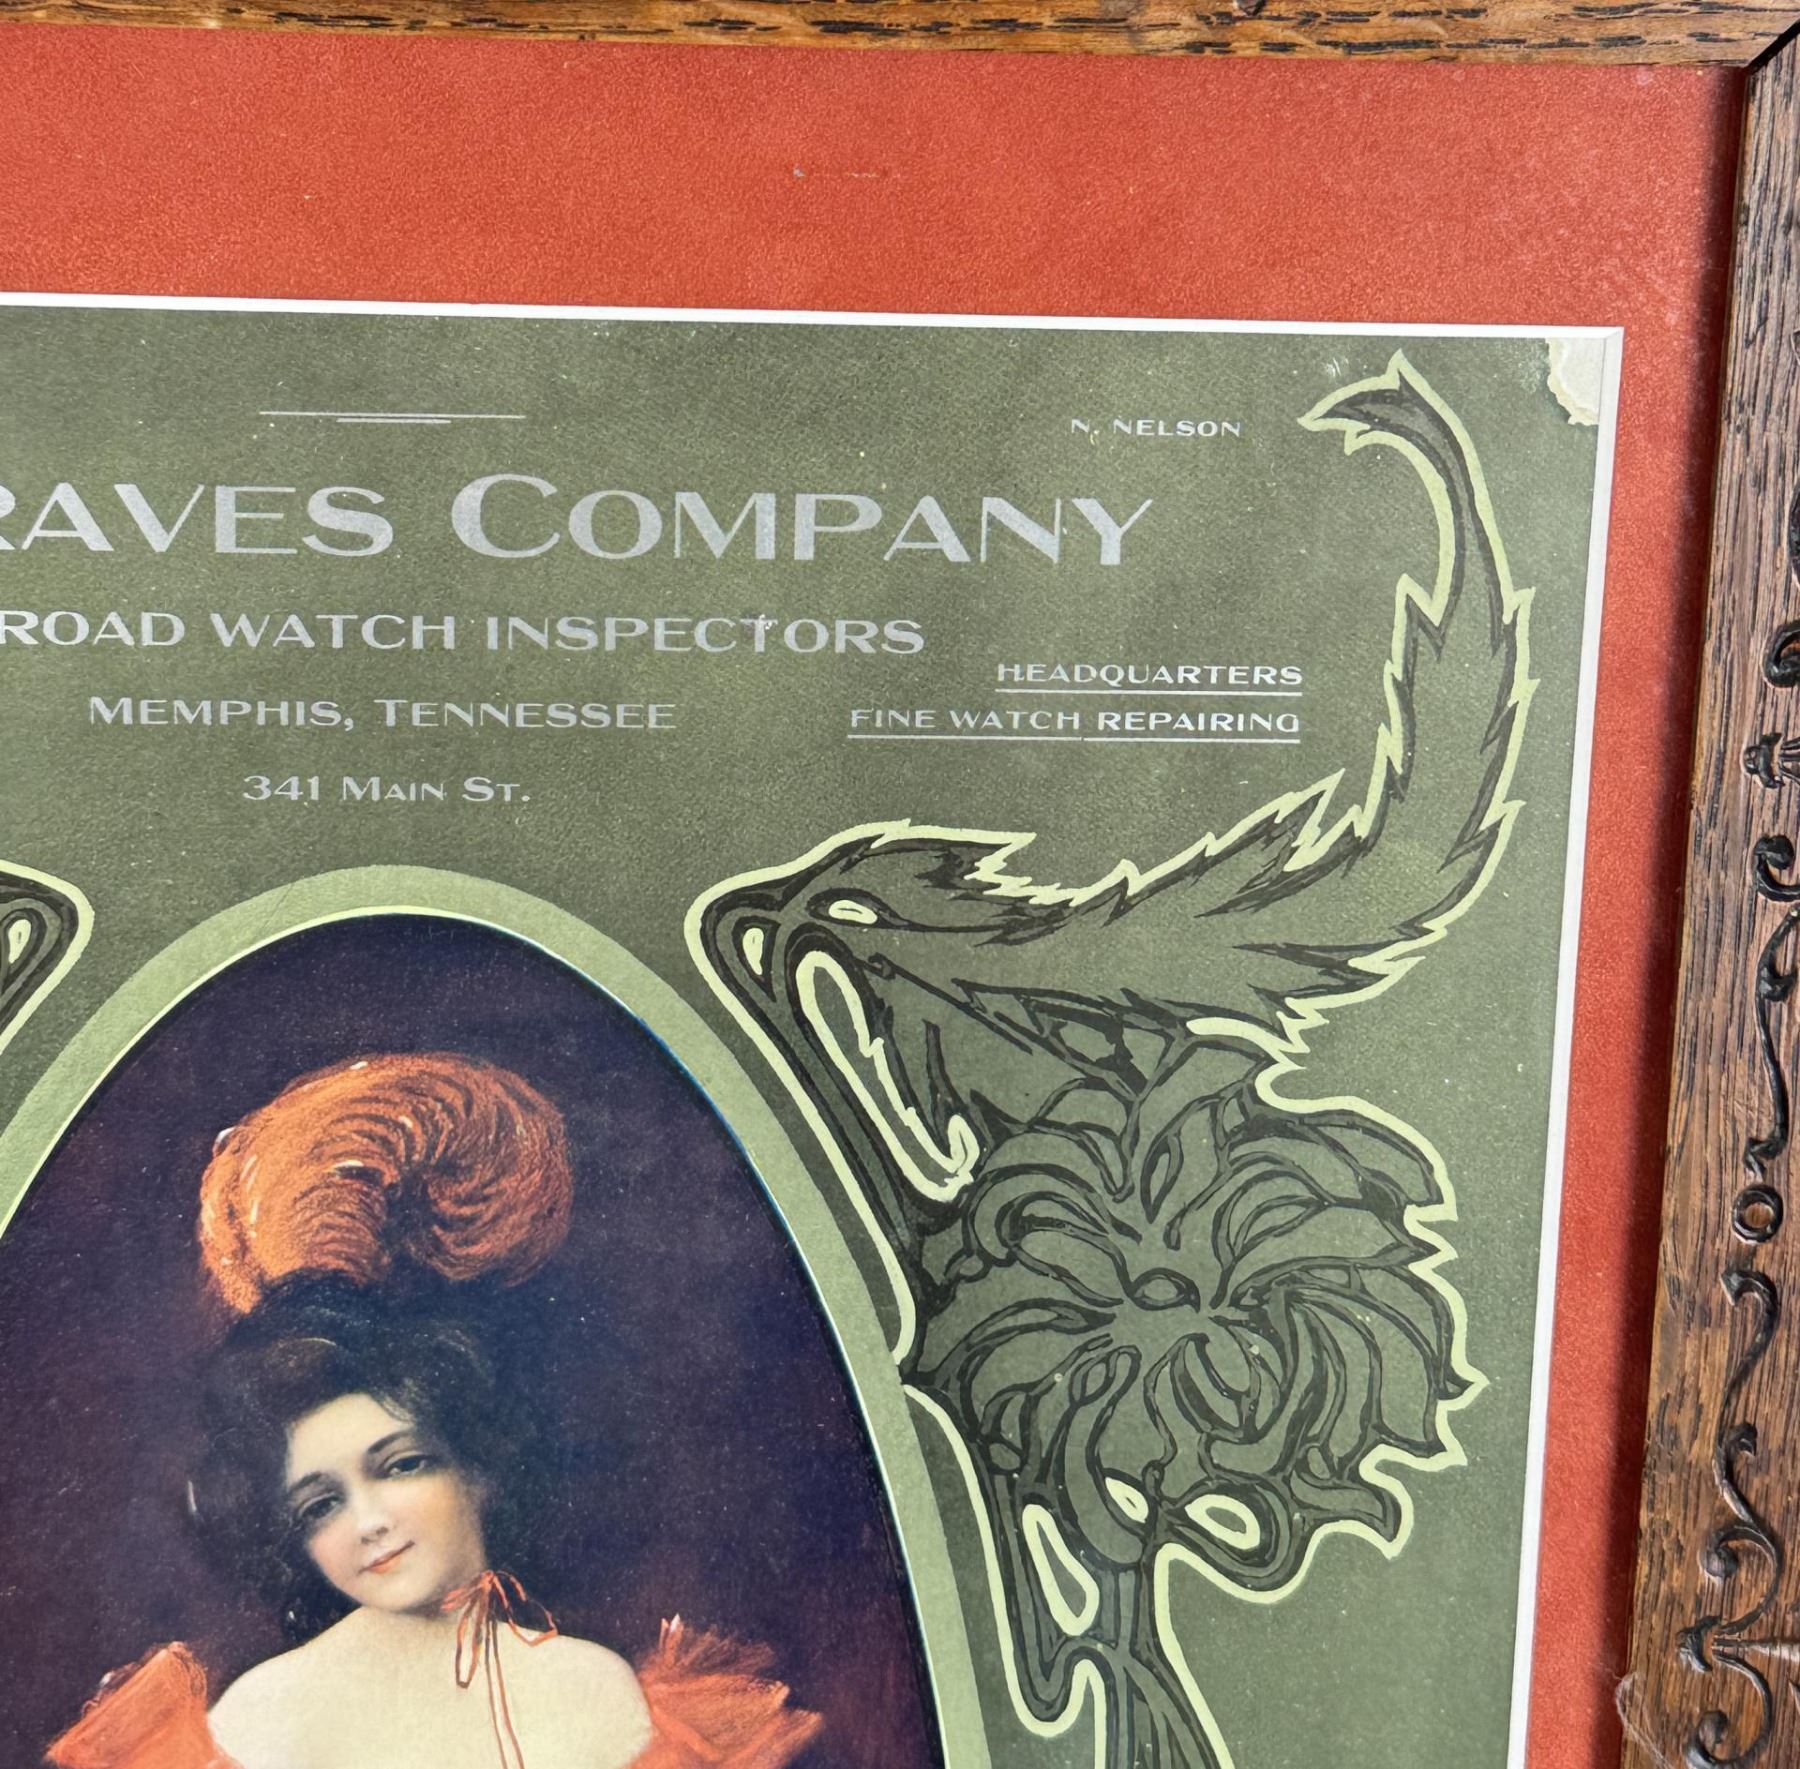 N. NELSON
RAVES COMPANY
ROAD WATCH INSPECTORS
HEADQUARTERS
MEMPHIS, TENNESSEE
FINE WATCH REPAIRING
341 MAIN ST.